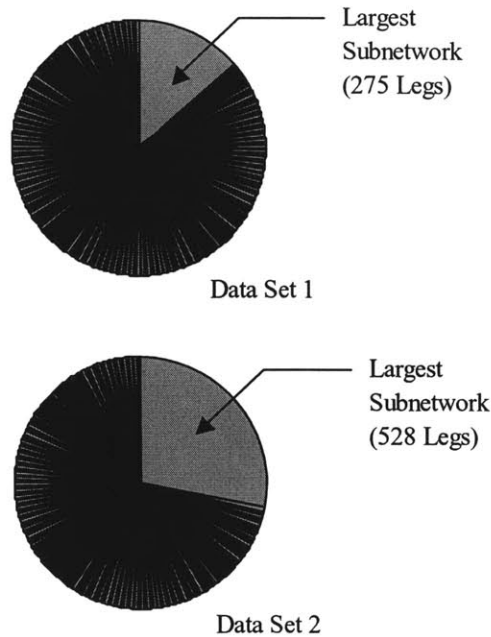 Largest
Subnetwork
(275 Legs)
Data Set 1
Largest
Subnetwork
(528 Legs)
Data Set 2